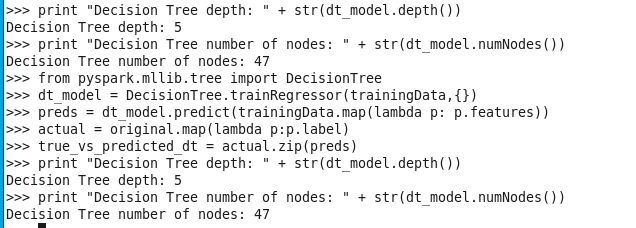 >>> print "Decision Tree depth: " + str(dt_model.depth())
Decision Tree depth: 5
>>> print "Decision Tree number of nodes: " + str(dt_model.numNodes())
Decision Tree number of nodes: 47
>>> from pyspark.mllib.tree import DecisionTree
>>> dt_model = DecisionTree.trainRegressor(trainingData,{})
>>> preds = dt_model.predict(trainingData.map(lambda p: p.features))
>>> actual = original.map(lambda p:p.label)
>>> true_vs_predicted_dt = actual.zip(preds)
>>> print "Decision Tree depth: " + str(dt_model.depth())
Decision Tree depth: 5
>>> print "Decision Tree number of nodes: " + str(dt_model.numNodes())
Decision Tree number of nodes: 47